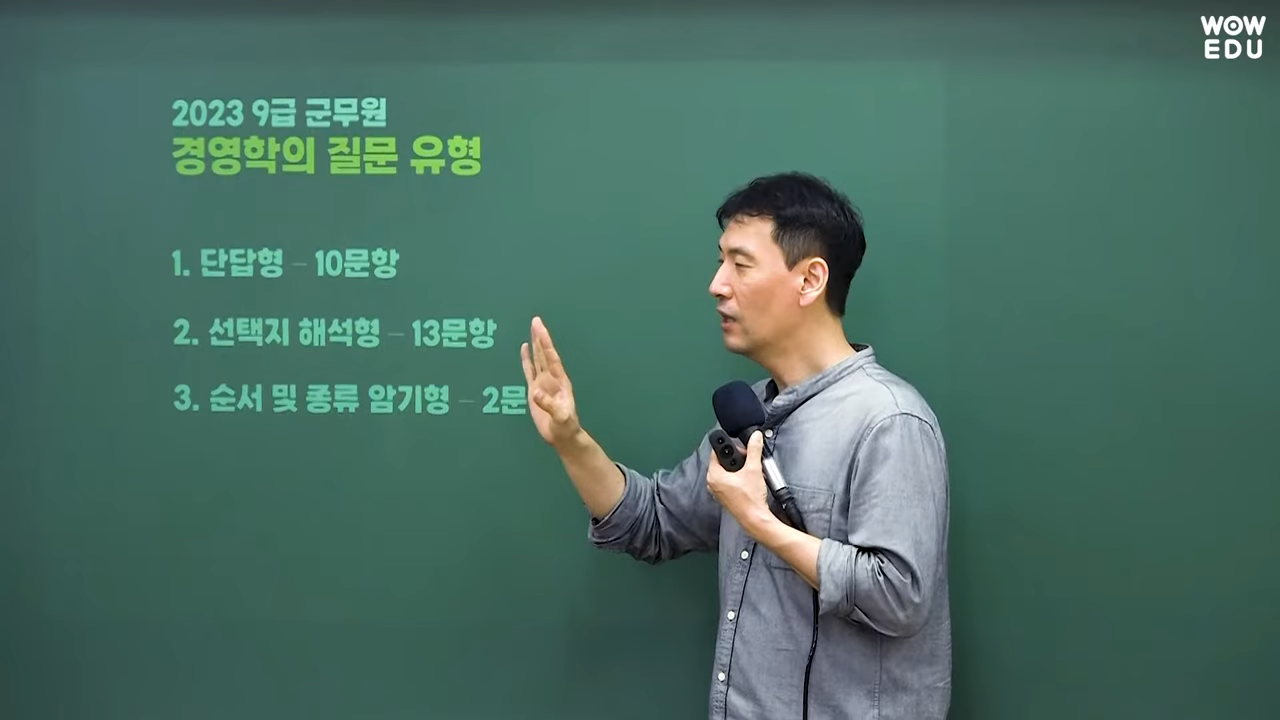 WOW
EDU
2023 9급 군무원
경영학의 질문 유형
1. 단답형 – 10문항
2. 선택지 해석형 – 13문항
3. 순서 및 종류 암기형 – 2문